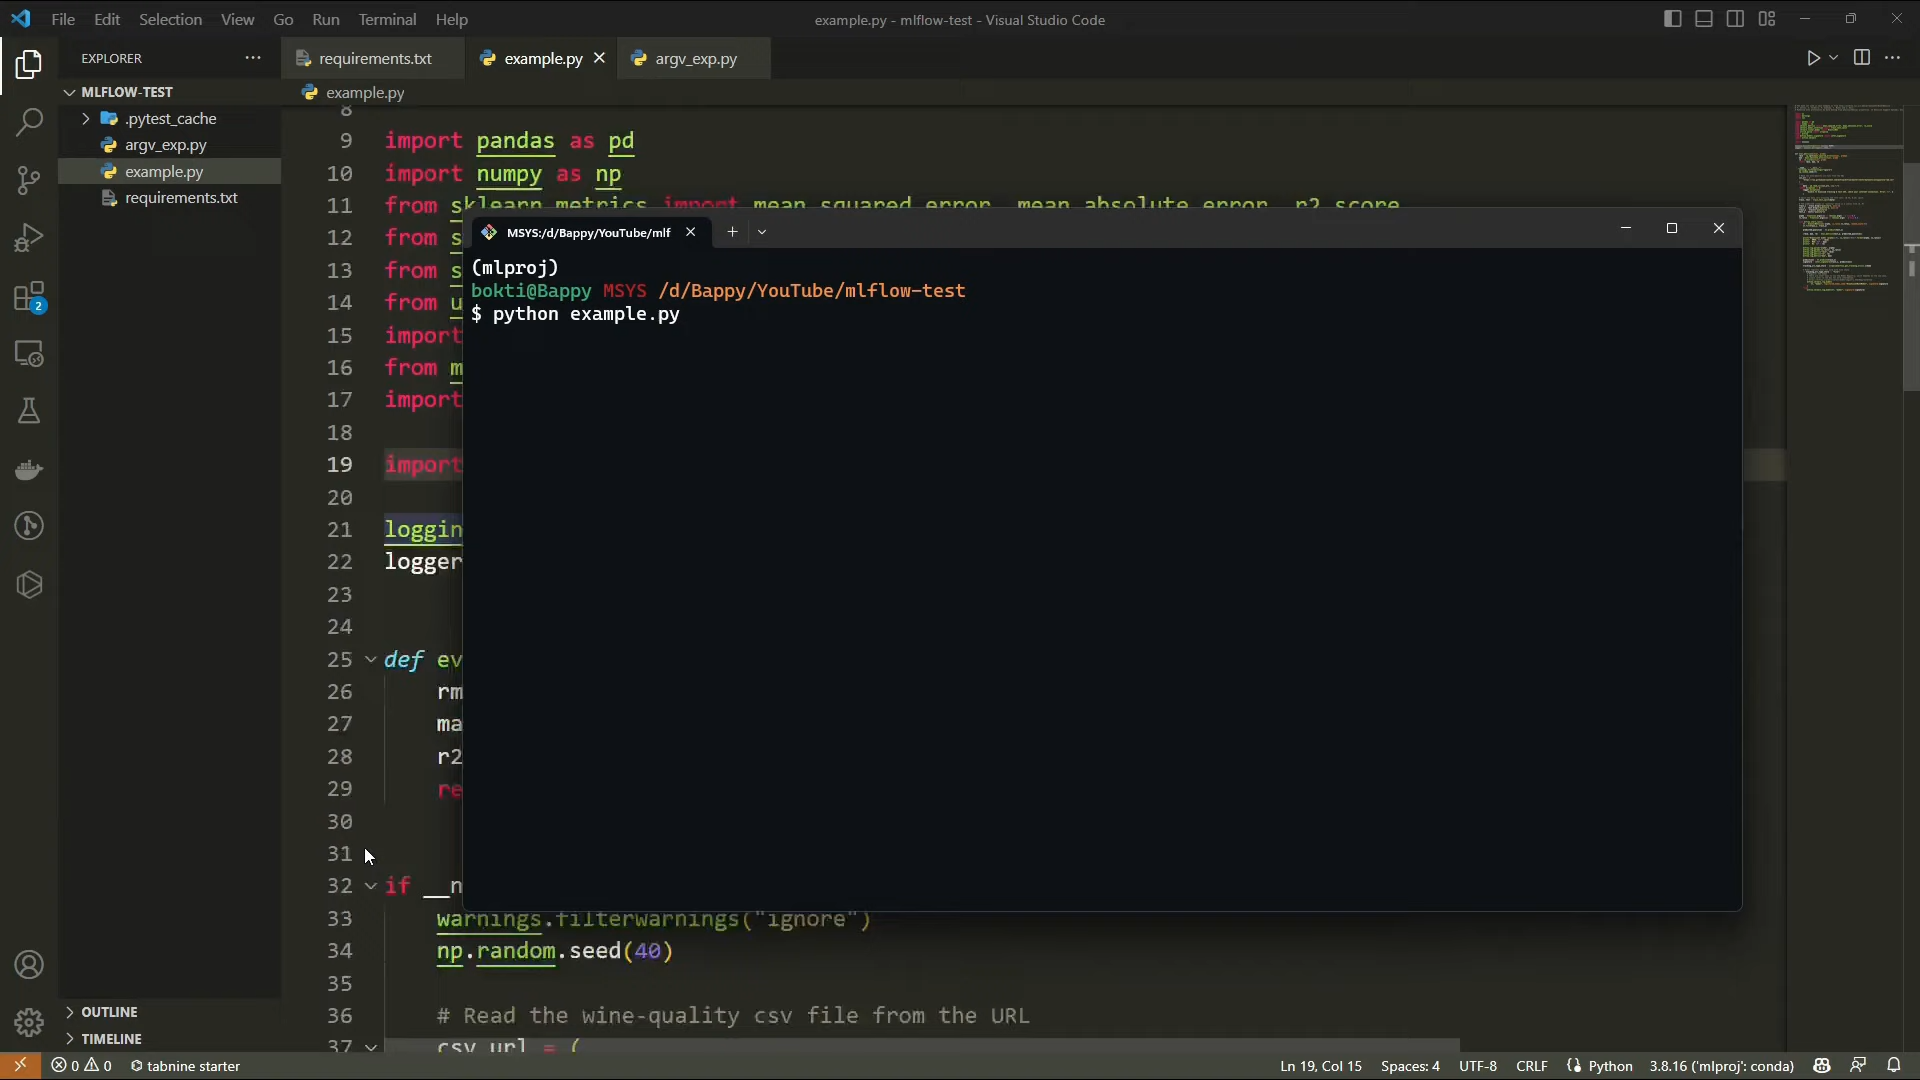 File Edit Selection View Go Run Terminal Help
example.py - mlflow-test - Visual Studio Code
EXPLORER
requirements.txt
example.py
argv_exp.py
MLFLOW-TEST
example.py
.pytest_cache
argv_exp.py
example.py
requirements.txt
8
9 import pandas as pd
10 import numpy as np
11 from sklearn.metrics import mean_squared_error, mean_absolute_error, r2_score
12 from s
13 from s
14 from u
15 import
16 from m
17 import
18
19 import
20
21 loggin
22 logger
23
24
25 def ev
26 rm
27 ma
28 r2
29 re
30
31
32 if __n
33 warnings.filterwarnings("ignore")
34 np.random.seed(40)
35
36 # Read the wine-quality csv file from the URL
37 csv_url = (
MSYS:/d/Bappy/YouTube/mlf
(mlproj)
bokti@Bappy MSYS /d/Bappy/YouTube/mlflow-test
$ python example.py
2
OUTLINE
TIMELINE
0 0 tabnine starter
Ln 19, Col 15 Spaces: 4 UTF-8 CRLF Python 3.8.16 ('mlproj': conda)